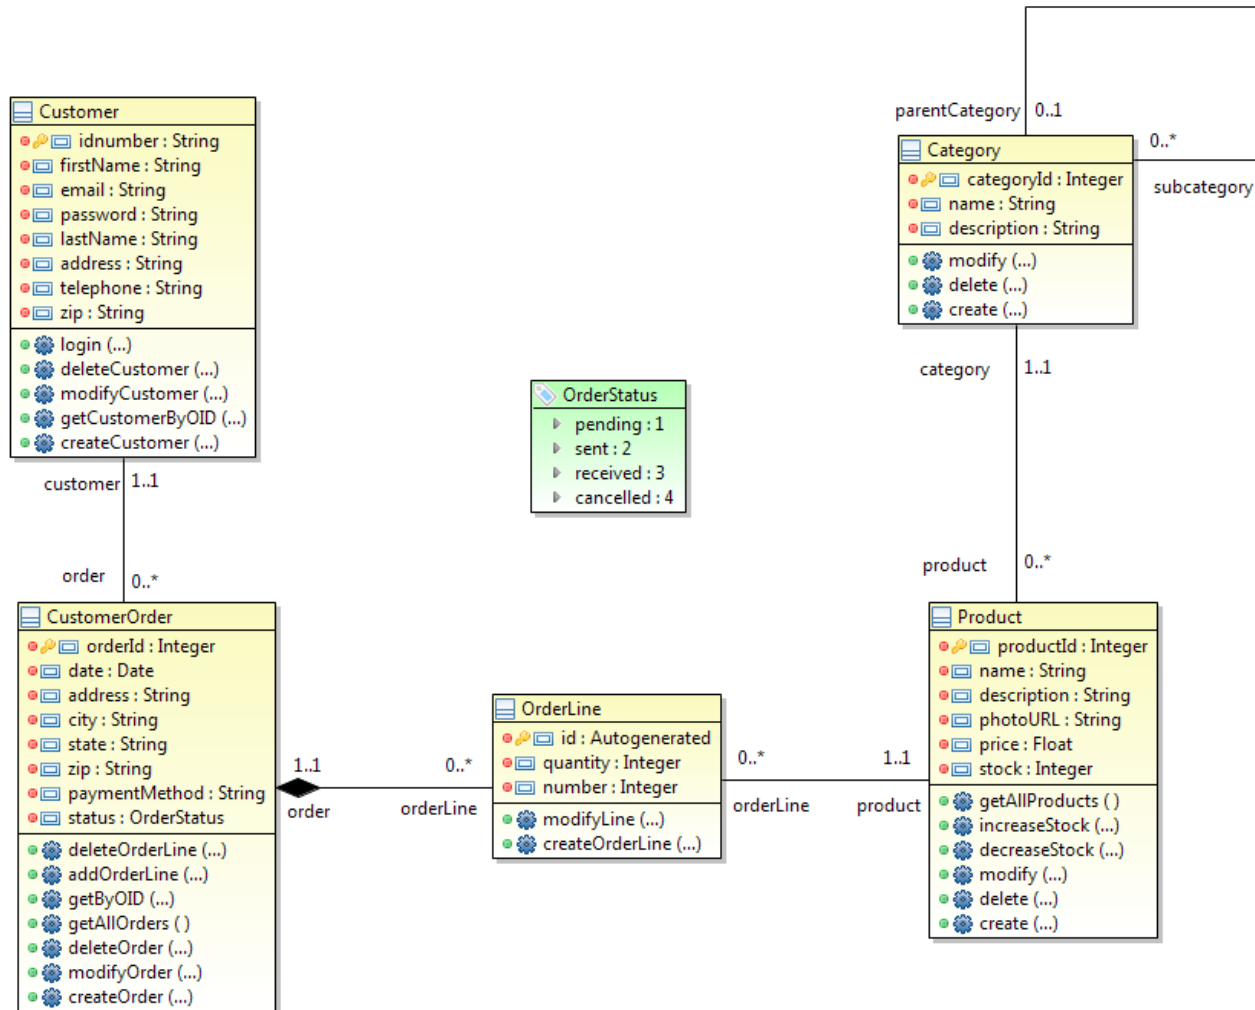 Customer
idnumber : String
firstName : String
email : String
password : String
lastName : String
address : String
telephone : String
zip : String
login (...)
deleteCustomer (...)
modifyCustomer (...)
getCustomerByOID (...)
createCustomer (...)
customer 1..1
order 0..*
CustomerOrder
orderId : Integer
date : Date
address : String
city : String
state : String
zip : String
paymentMethod : String
status : OrderStatus
deleteOrderLine (...)
addOrderLine (...)
getByOID (...)
getAllOrders ( )
deleteOrder (...)
modifyOrder (...)
createOrder (...)
1..1
order
0..*
orderLine
OrderStatus
pending : 1
sent : 2
received : 3
cancelled : 4
OrderLine
id : Autogenerated
quantity : Integer
number : Integer
modifyLine (...)
createOrderLine (...)
0..*
orderLine
1..1
product
parentCategory 0..1
0..*
subcategory
Category
categoryId : Integer
name : String
description : String
modify (...)
delete (...)
create (...)
category 1..1
product 0..*
Product
productId : Integer
name : String
description : String
photoURL : String
price : Float
stock : Integer
getAllProducts ( )
increaseStock (...)
decreaseStock (...)
modify (...)
delete (...)
create (...)